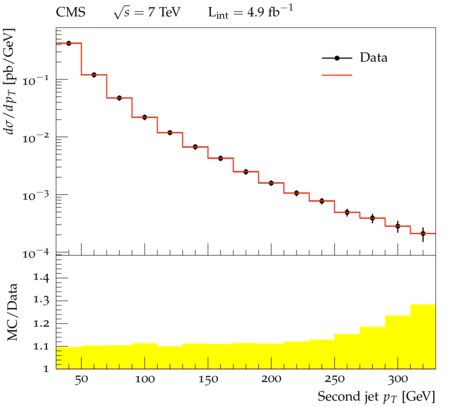 CMS √s = 7 TeV L_int = 4.9 fb⁻¹
dσ/dp_T [pb/GeV]
Data
10⁻¹
10⁻²
10⁻³
10⁻⁴
MC/Data
1.4
1.3
1.2
1.1
1
50 100 150 200 250 300
Second jet p_T [GeV]